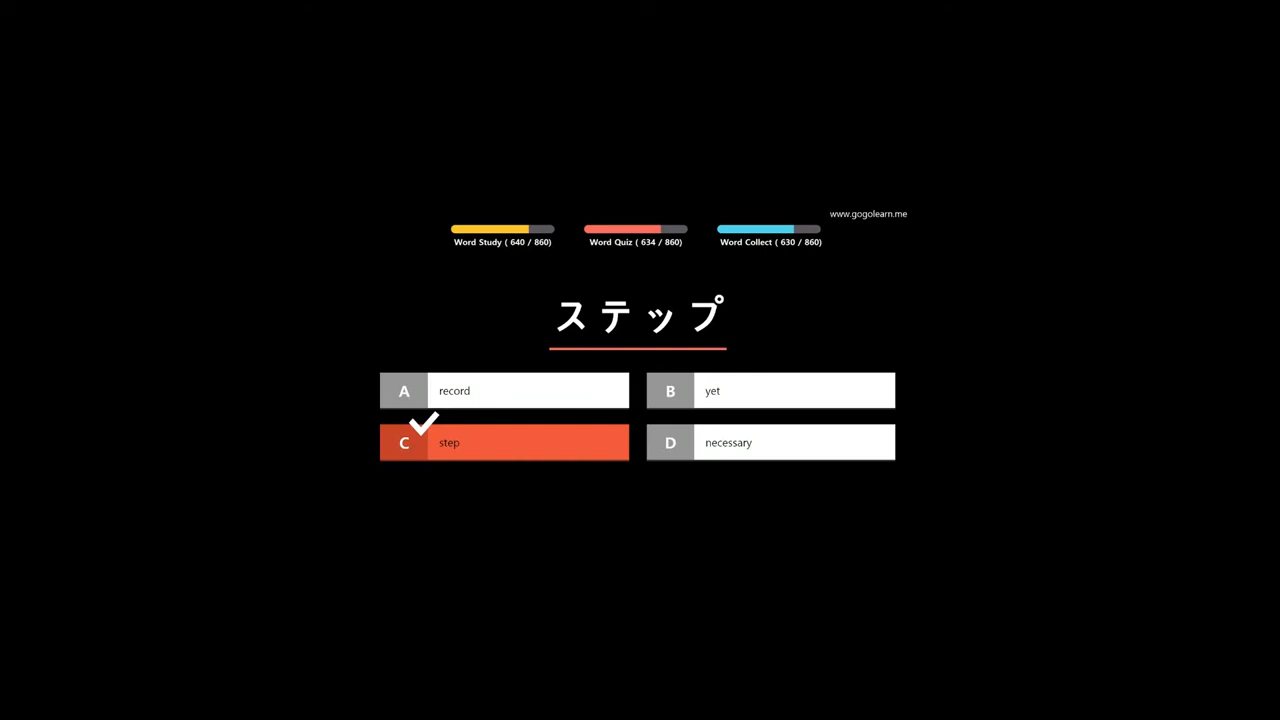 www.gogolearn.me
Word Study ( 640 / 860) Word Quiz ( 634 / 860) Word Collect ( 630 / 860)
ステップ
A record B yet
C step D necessary